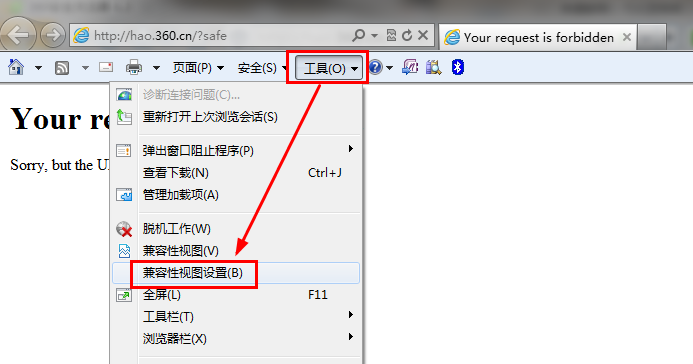 http://hao.360.cn/?safe
Your request is forbidden
页面(P)
安全(S)
工具(O)
诊断连接问题(C)...
重新打开上次浏览会话(S)
弹出窗口阻止程序(P)
查看下载(N) Ctrl+J
管理加载项(A)
脱机工作(W)
兼容性视图(V)
兼容性视图设置(B)
全屏(L) F11
工具栏(T)
浏览器栏(X)
Your re
Sorry, but the U